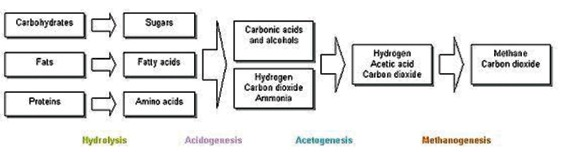 Carbohydrates
Sugars
Fats
Fatty acids
Proteins
Amino acids
Carbonic acids
and alcohols
Hydrogen
Carbon dioxide
Ammonia
Hydrogen
Acetic acid
Carbon dioxide
Methane
Carbon dioxide
Hydrolysis
Acidogenesis
Acetogenesis
Methanogenesis